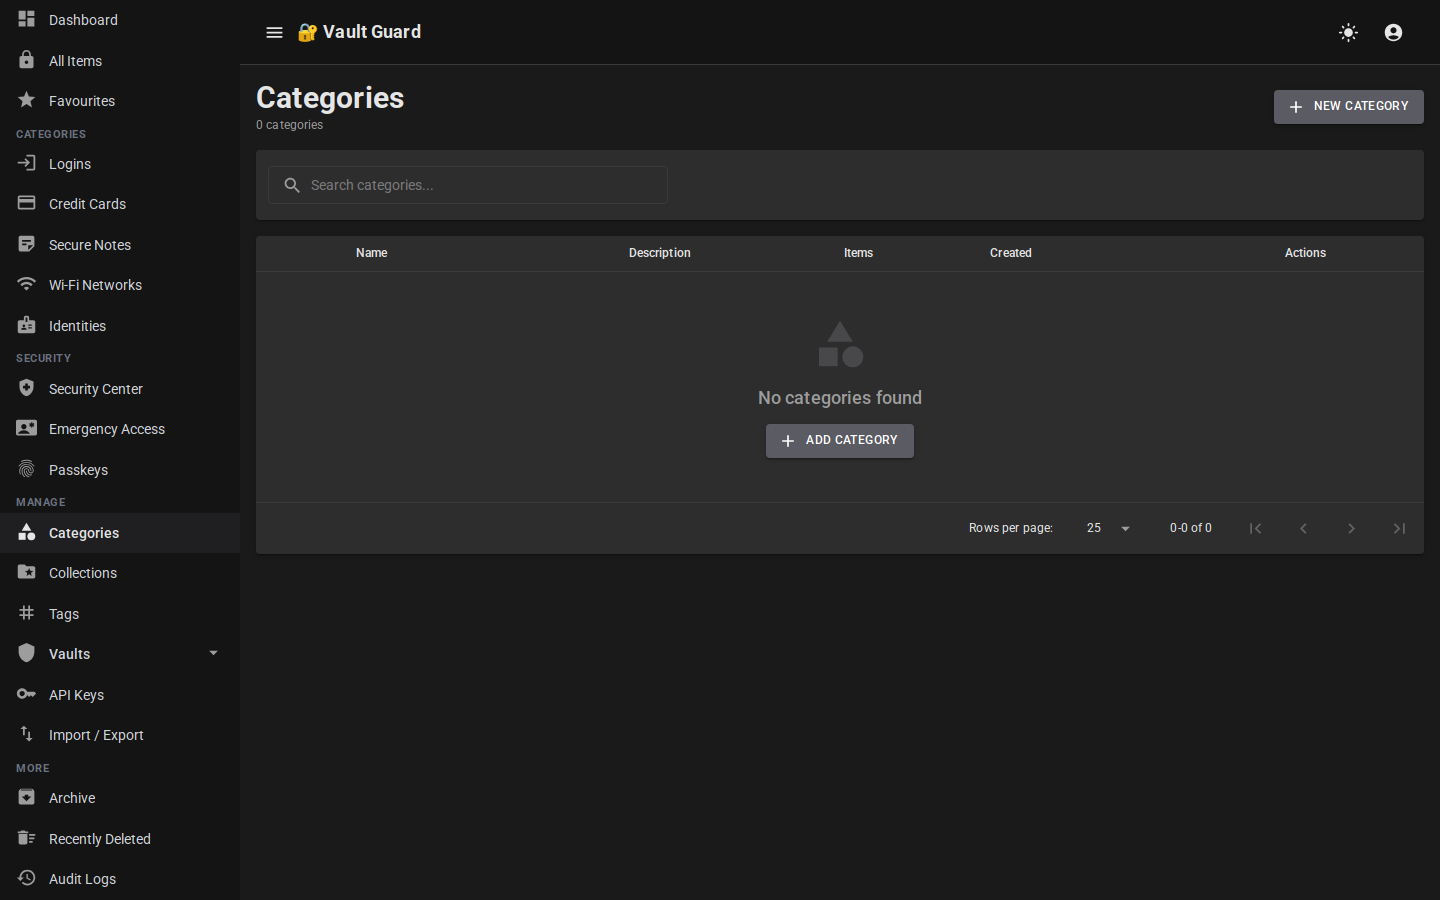 Dashboard
All Items
Favourites
CATEGORIES
Logins
Credit Cards
Secure Notes
Wi-Fi Networks
Identities
SECURITY
Security Center
Emergency Access
Passkeys
MANAGE
Categories
Collections
Tags
Vaults
API Keys
Import / Export
MORE
Archive
Recently Deleted
Audit Logs
🔐 Vault Guard
Categories
0 categories
NEW CATEGORY
Search categories...
Name Description Items Created Actions
No categories found
ADD CATEGORY
Rows per page: 25 0-0 of 0